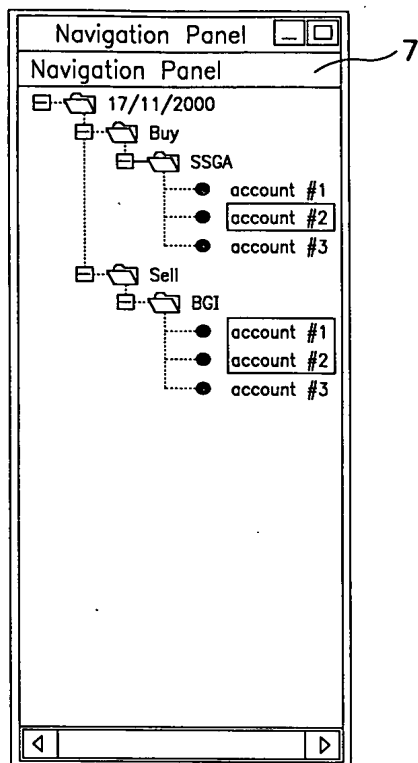 Navigation Panel
7
Navigation Panel
17/11/2000
Buy
SSGA
account #1
account #2
account #3
Sell
BGI
account #1
account #2
account #3